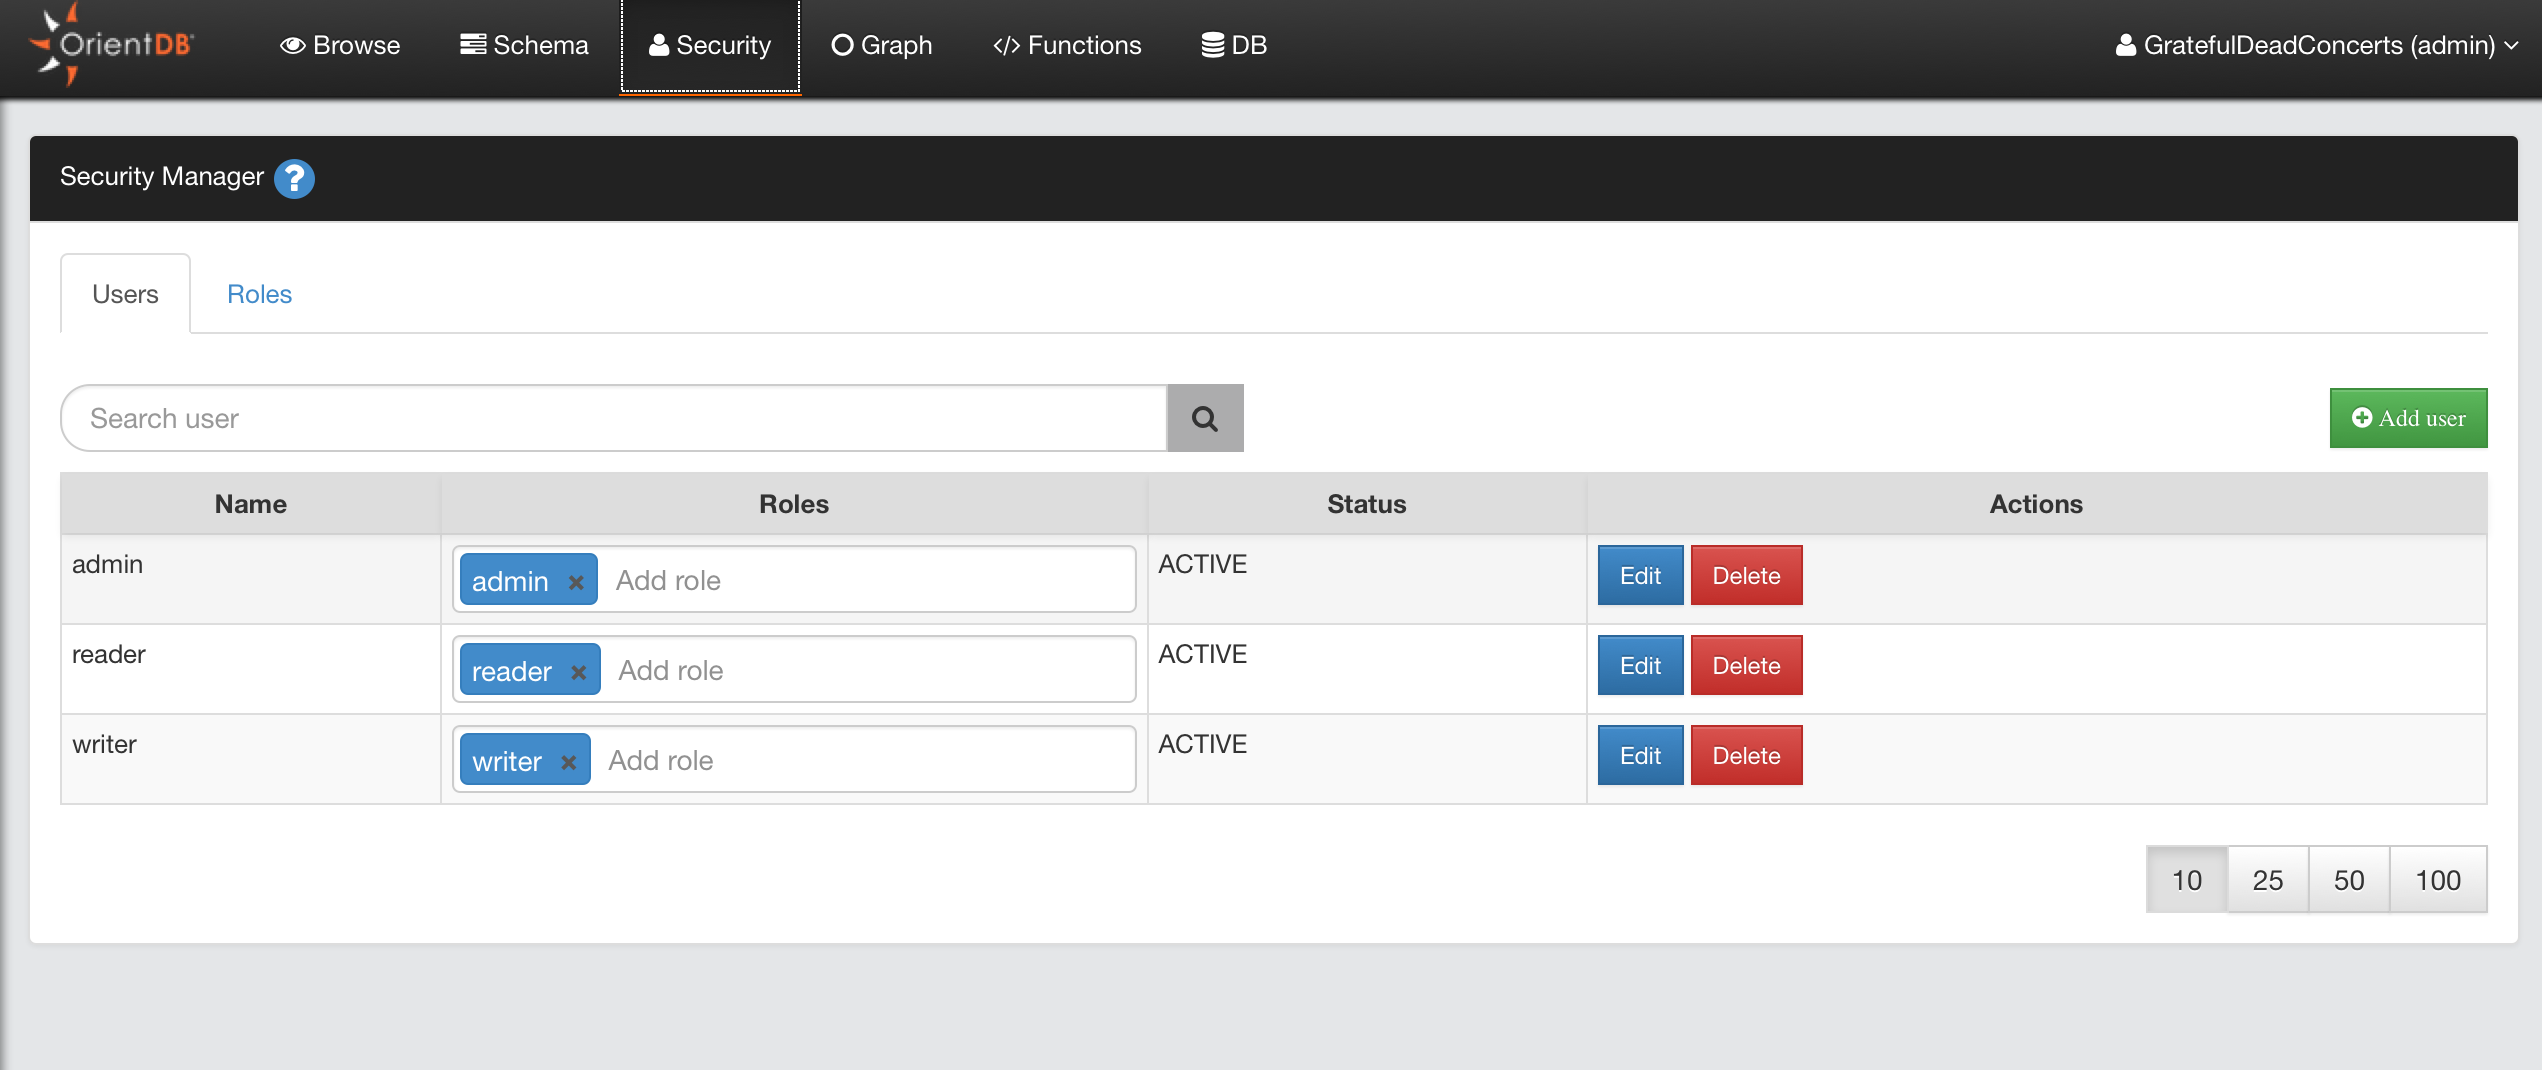 OrientDB Browse Schema Security Graph </> Functions DB GratefulDeadConcerts (admin)
Security Manager ?
Users Roles
Search user Add user
Name Roles Status Actions
admin admin × Add role ACTIVE Edit Delete
reader reader × Add role ACTIVE Edit Delete
writer writer × Add role ACTIVE Edit Delete
10 25 50 100